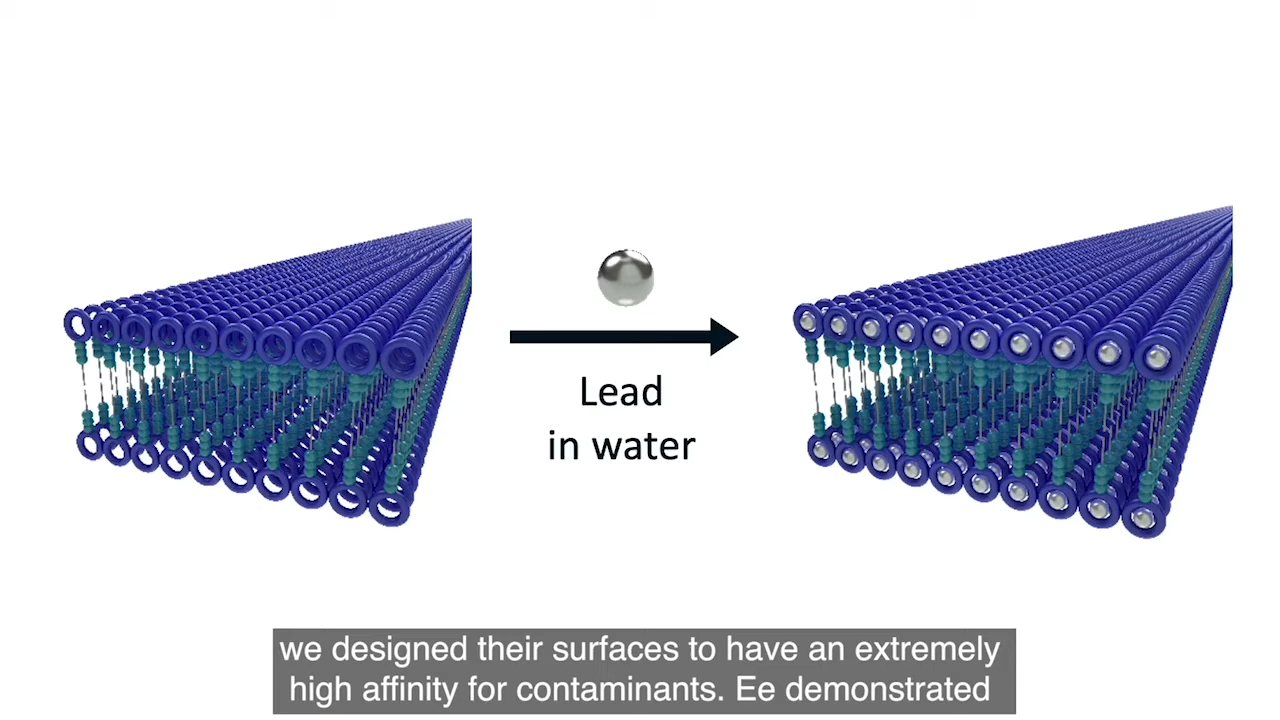 Lead
in water
we designed their surfaces to have an extremely
high affinity for contaminants. Ee demonstrated